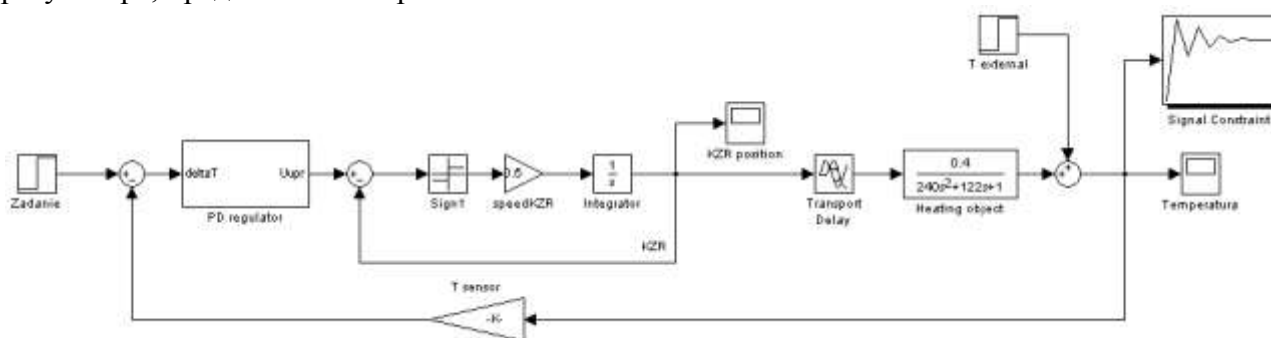 T external
Signal Constraint
KZR position
deltaT Uupr
0.6
1
s
0.4
240s²+122s+1
Zadanie
PD regulator
Sign1
speedKZR
Integrator
Transport
Delay
Heating object
Temperatura
KZR
T sensor
-K-